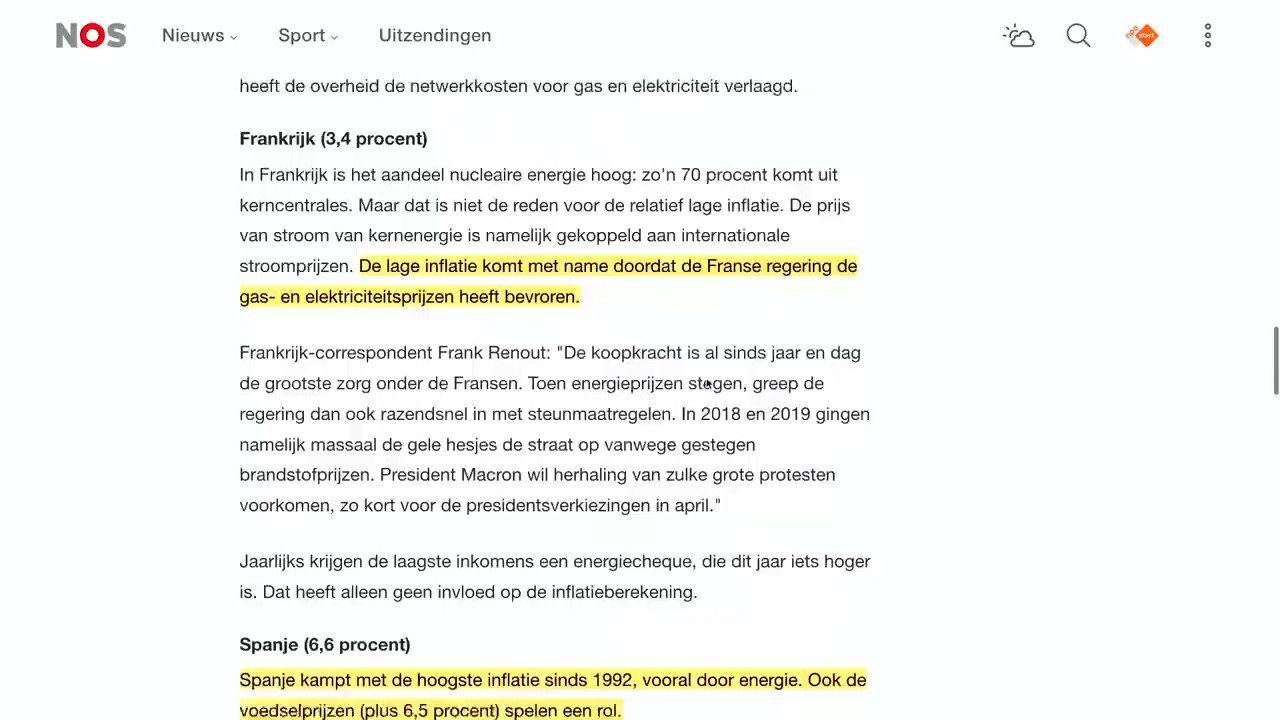 NOS Nieuws Sport Uitzendingen npo start
heeft de overheid de netwerkkosten voor gas en elektriciteit verlaagd.
Frankrijk (3,4 procent)
In Frankrijk is het aandeel nucleaire energie hoog: zo'n 70 procent komt uit
kerncentrales. Maar dat is niet de reden voor de relatief lage inflatie. De prijs
van stroom van kernenergie is namelijk gekoppeld aan internationale
stroomprijzen. De lage inflatie komt met name doordat de Franse regering de
gas- en elektriciteitsprijzen heeft bevroren.
Frankrijk-correspondent Frank Renout: "De koopkracht is al sinds jaar en dag
de grootste zorg onder de Fransen. Toen energieprijzen stegen, greep de
regering dan ook razendsnel in met steunmaatregelen. In 2018 en 2019 gingen
namelijk massaal de gele hesjes de straat op vanwege gestegen
brandstofprijzen. President Macron wil herhaling van zulke grote protesten
voorkomen, zo kort voor de presidentsverkiezingen in april."
Jaarlijks krijgen de laagste inkomens een energiecheque, die dit jaar iets hoger
is. Dat heeft alleen geen invloed op de inflatieberekening.
Spanje (6,6 procent)
Spanje kampt met de hoogste inflatie sinds 1992, vooral door energie. Ook de
voedselprijzen (plus 6,5 procent) spelen een rol.